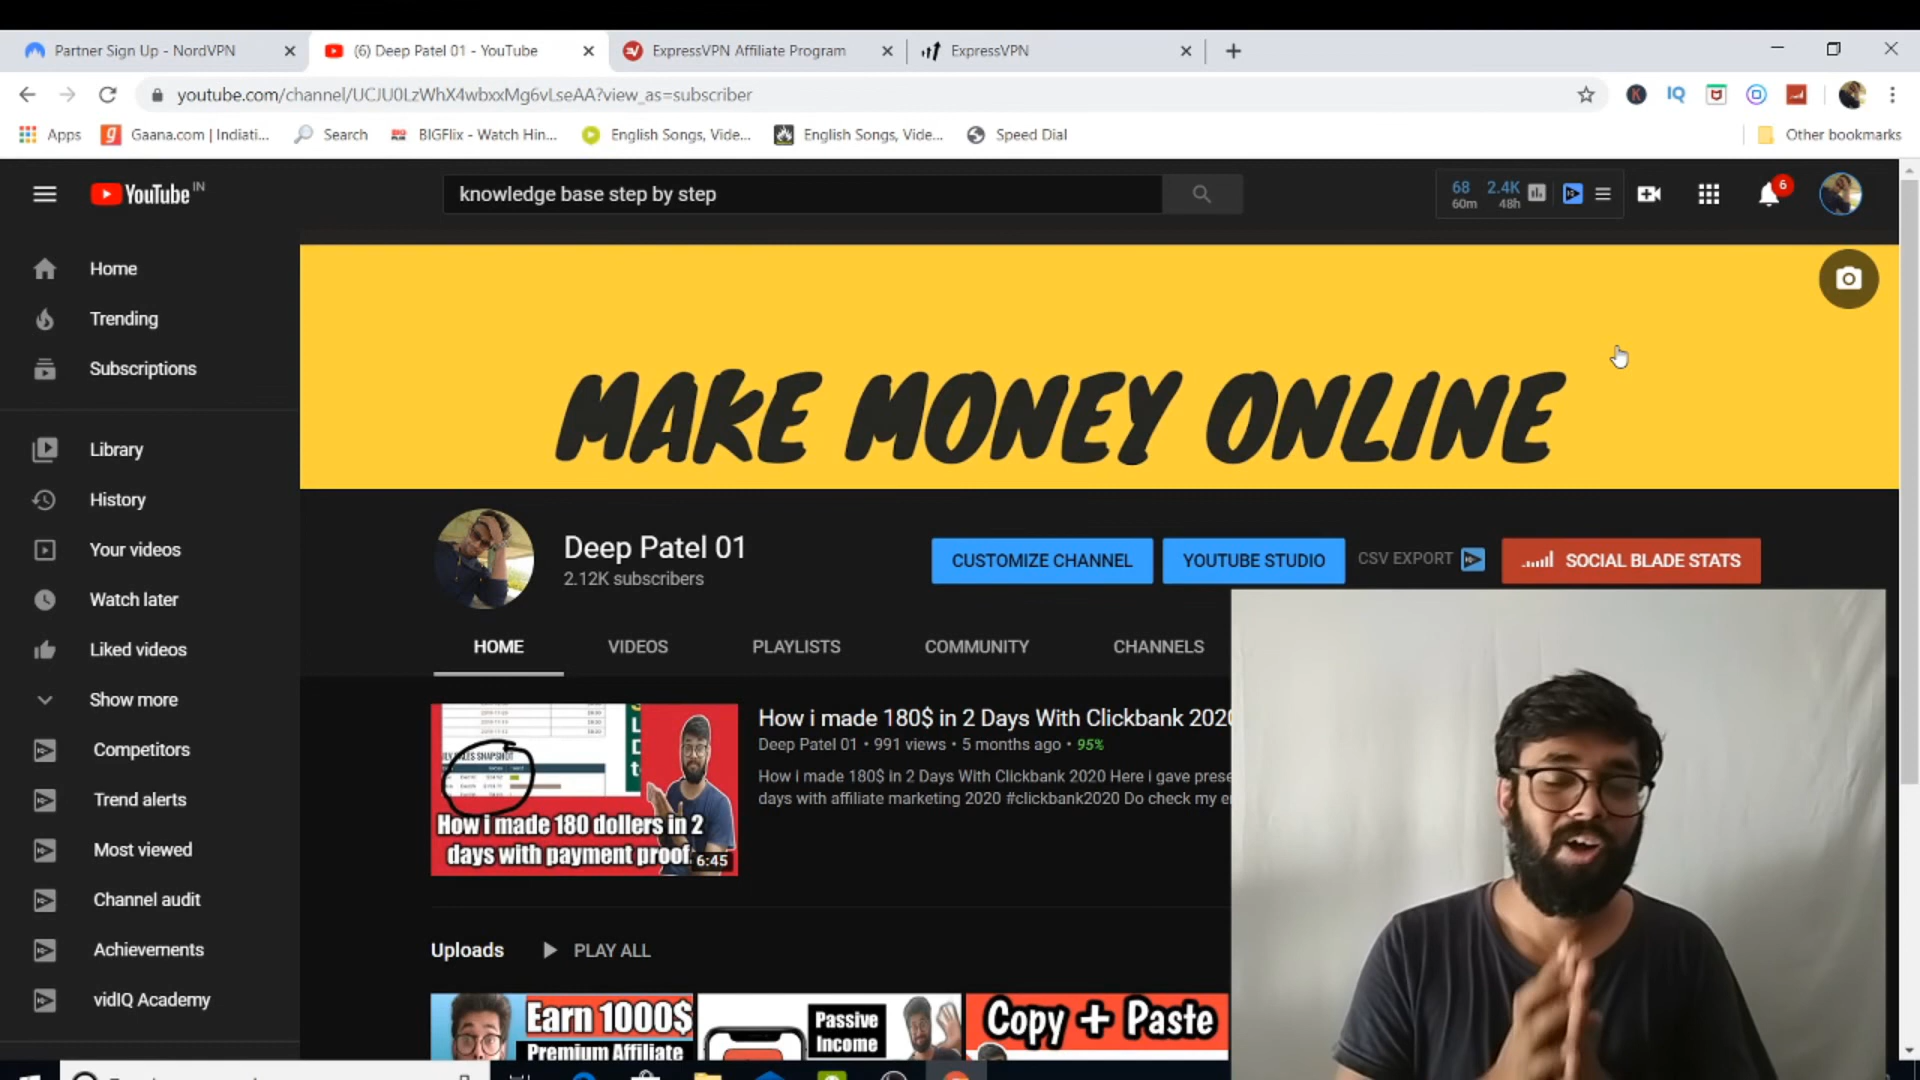 Partner Sign Up - NordVPN
(6) Deep Patel 01 - YouTube
ExpressVPN Affiliate Program
ExpressVPN
youtube.com/channel/UCJU0LzWhX4wbxxMg6vLseAA?view_as=subscriber
IQ
Apps
Gaana.com | Indiati...
Search
BIGFlix - Watch Hin...
English Songs, Vide...
English Songs, Vide...
Speed Dial
Other bookmarks
YouTube IN
knowledge base step by step
68 2.4K
60m 48h
6
Home
Trending
Subscriptions
Library
History
Your videos
Watch later
Liked videos
Show more
Competitors
Trend alerts
Most viewed
Channel audit
Achievements
vidIQ Academy
MAKE MONEY ONLINE
Deep Patel 01
2.12K subscribers
CUSTOMIZE CHANNEL
YOUTUBE STUDIO
CSV EXPORT
SOCIAL BLADE STATS
HOME
VIDEOS
PLAYLISTS
COMMUNITY
CHANNELS
How i made 180 dollers in 2
days with payment proof
6:45
How i made 180$ in 2 Days With Clickbank 2020
Deep Patel 01 • 991 views • 5 months ago • 95%
How i made 180$ in 2 Days With Clickbank 2020 Here i gave
days with affiliate marketing 2020 #clickbank2020 Do check my
Uploads
PLAY ALL
Earn 1000$
Premium Affiliate
Passive
Income
Copy + Paste